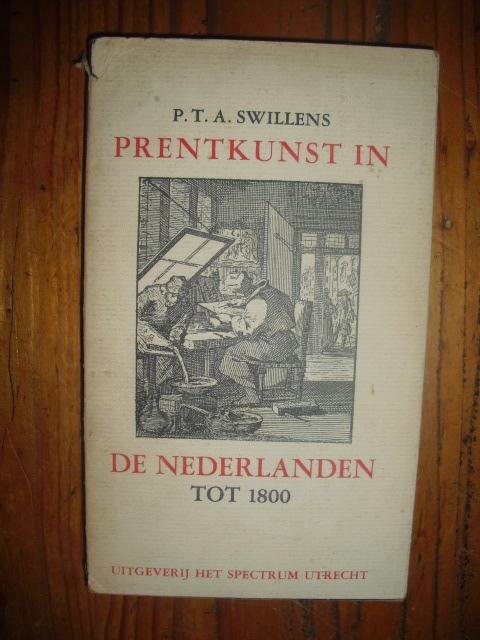 P. T. A. SWILLENS
PRENTKUNST IN
DE NEDERLANDEN
TOT 1800
UITGEVERIJ HET SPECTRUM UTRECHT